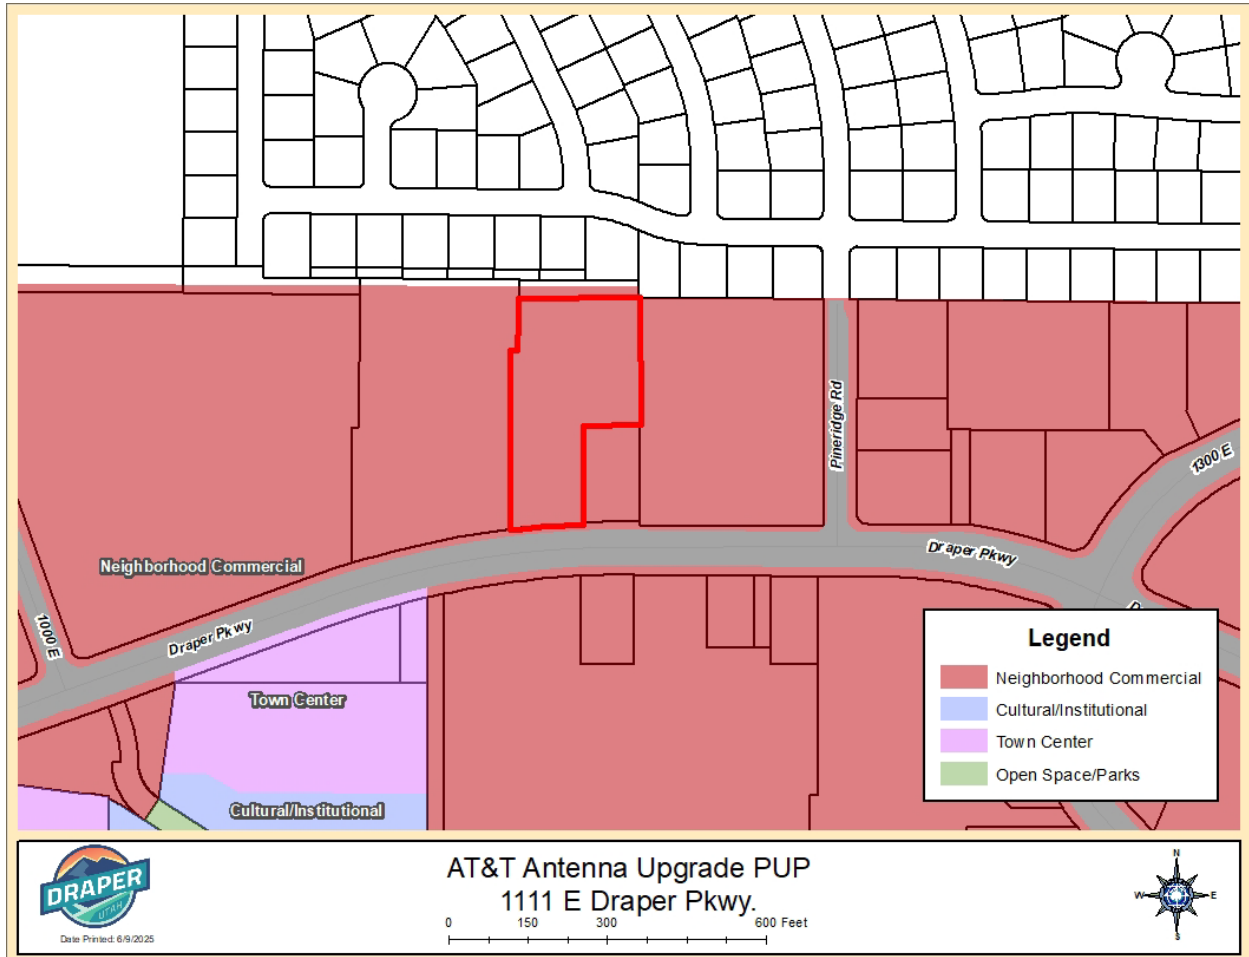 Pineridge Rd
1300 E
Draper Pkwy
Neighborhood Commercial
1000 E
Draper Pkwy
Town Center
Cultural/Institutional
Legend
Neighborhood Commercial
Cultural/Institutional
Town Center
Open Space/Parks
DRAPER
UTAH
Date Printed: 6/9/2025
AT&T Antenna Upgrade PUP
1111 E Draper Pkwy.
0 150 300 600 Feet
N
W E
S